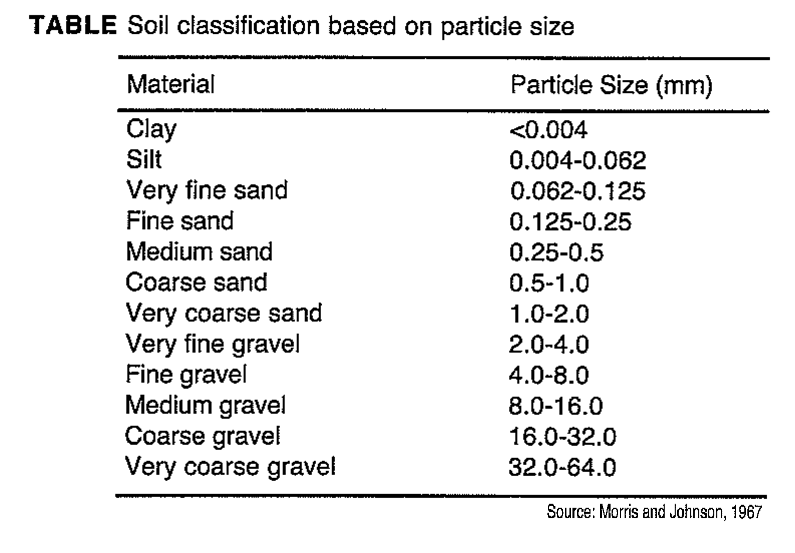 TABLE Soil classification based on particle size
Material Particle Size (mm)
Clay <0.004
Silt 0.004-0.062
Very fine sand 0.062-0.125
Fine sand 0.125-0.25
Medium sand 0.25-0.5
Coarse sand 0.5-1.0
Very coarse sand 1.0-2.0
Very fine gravel 2.0-4.0
Fine gravel 4.0-8.0
Medium gravel 8.0-16.0
Coarse gravel 16.0-32.0
Very coarse gravel 32.0-64.0
Source: Morris and Johnson, 1967